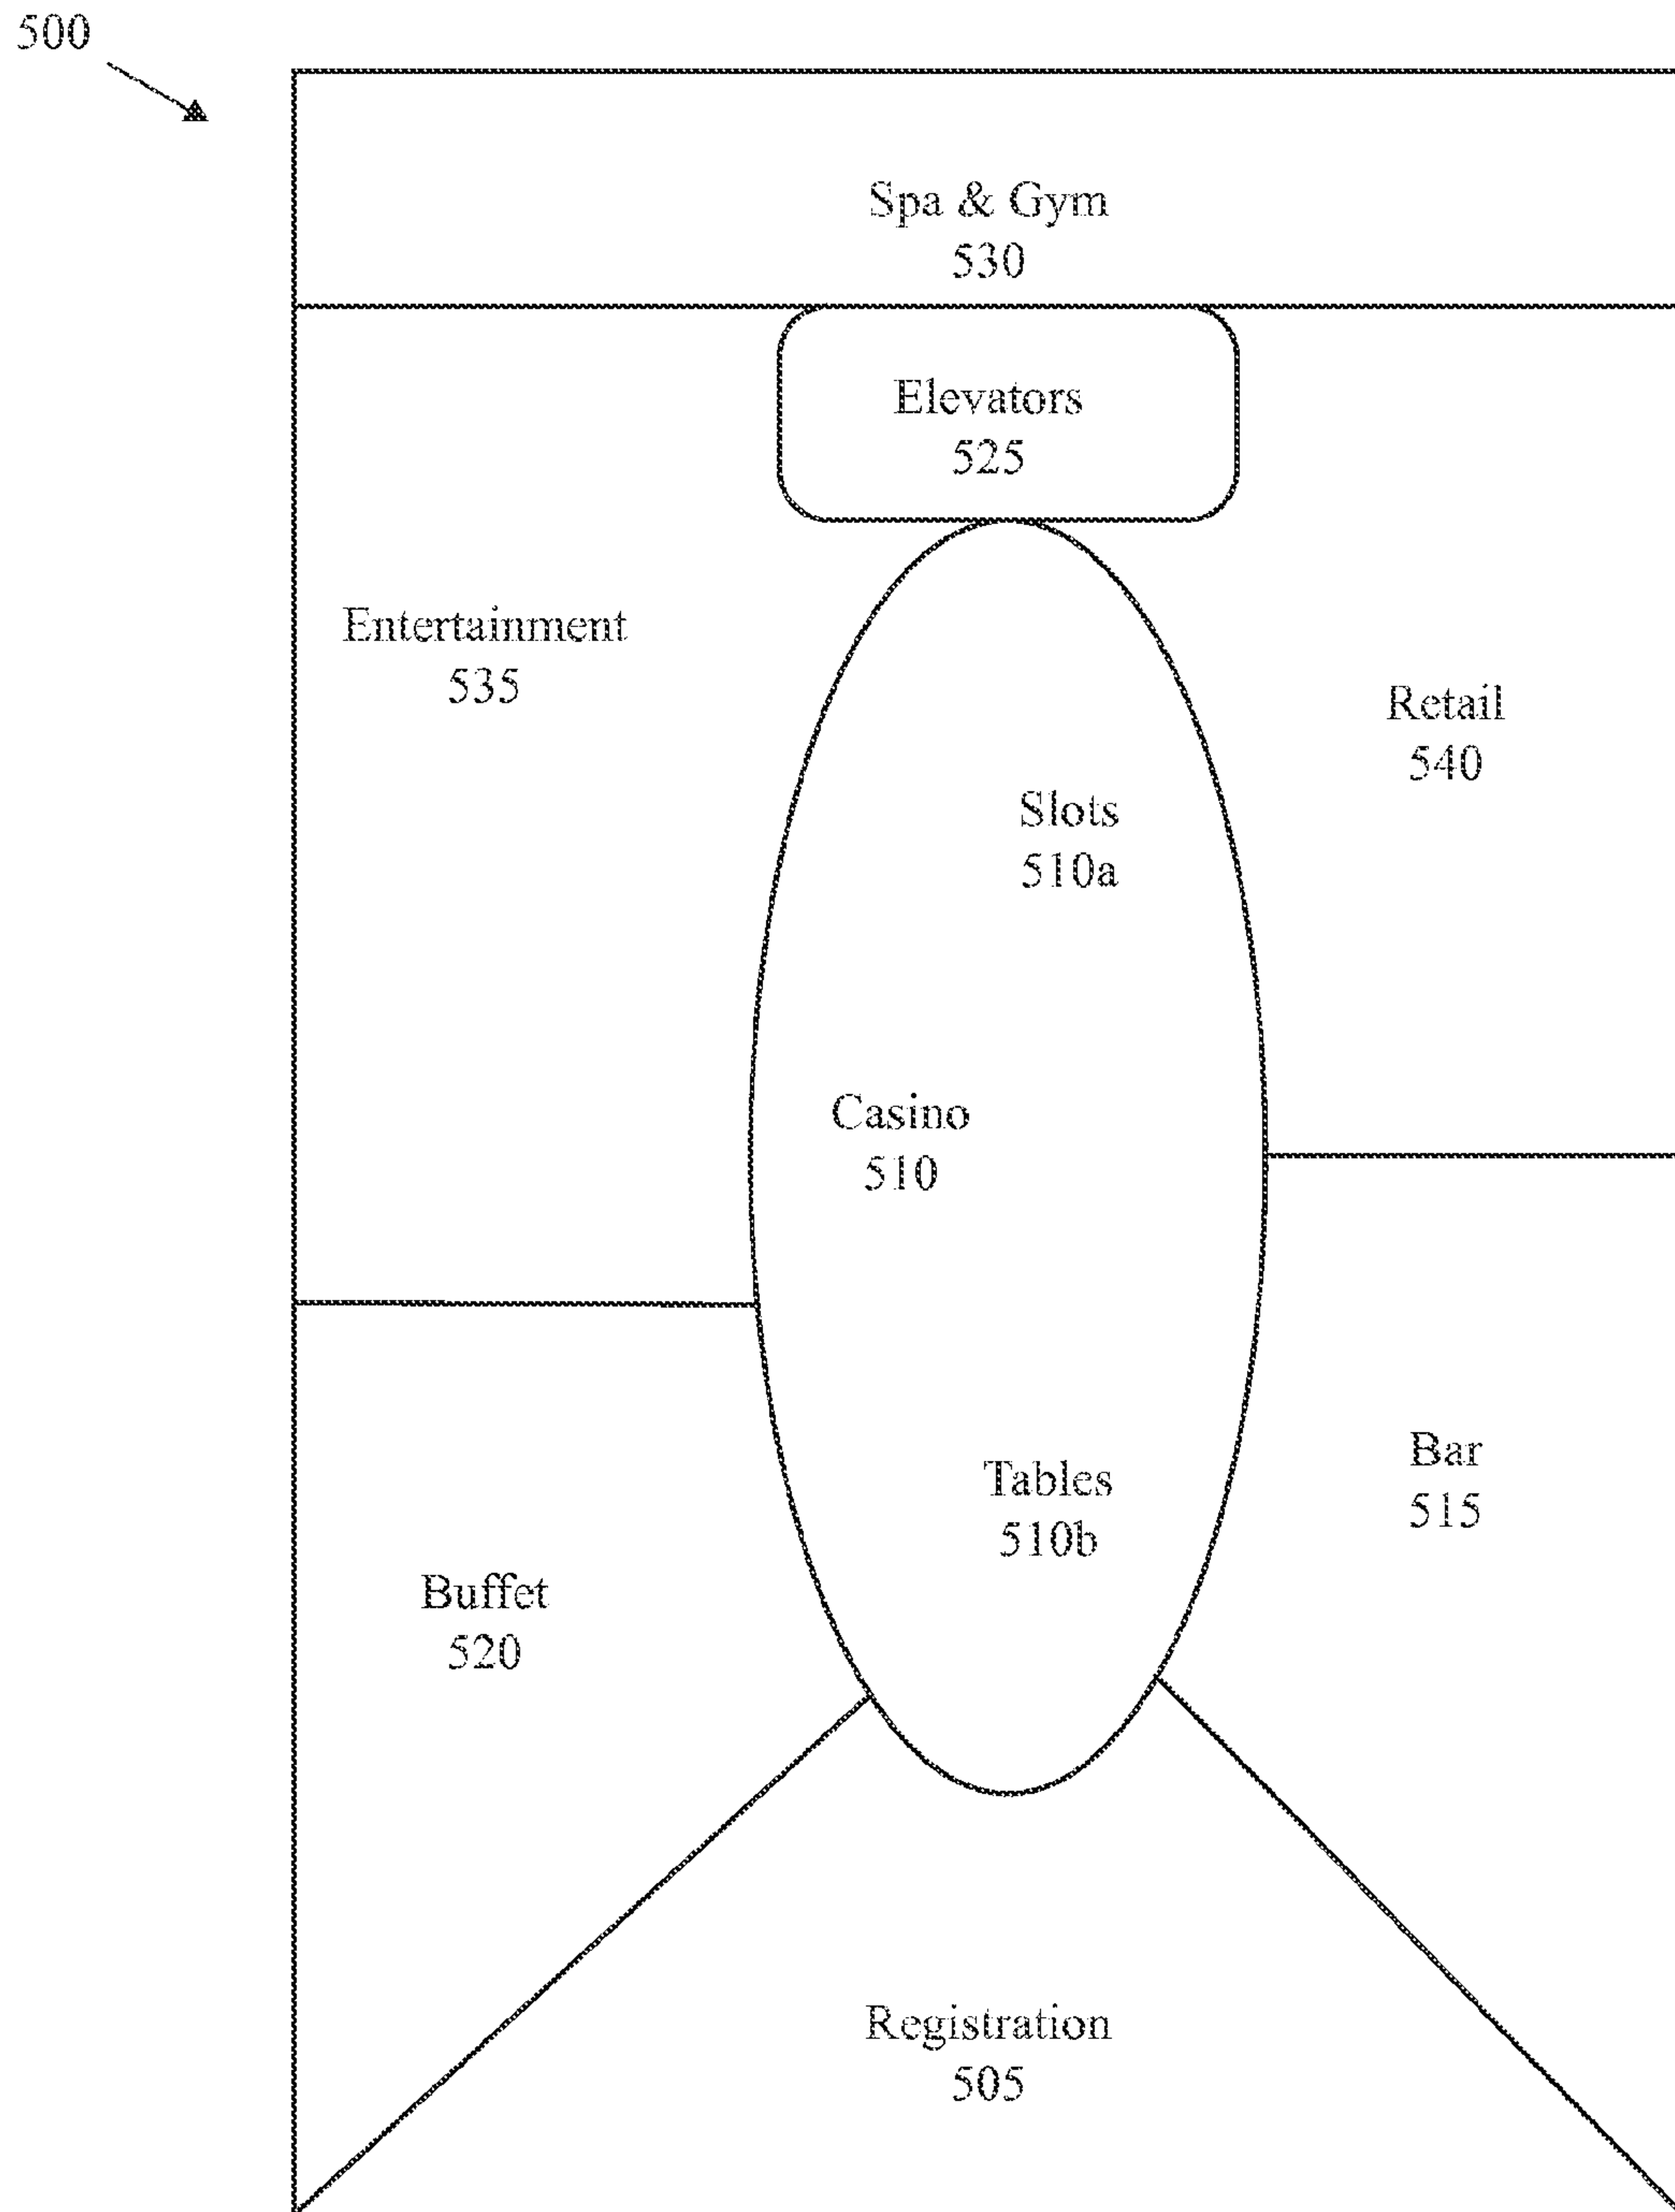 500
Spa & Gym
530
Elevators
525
Entertainment
535
Retail
540
Slots
510a
Casino
510
Tables
510b
Bar
515
Buffet
520
Registration
505